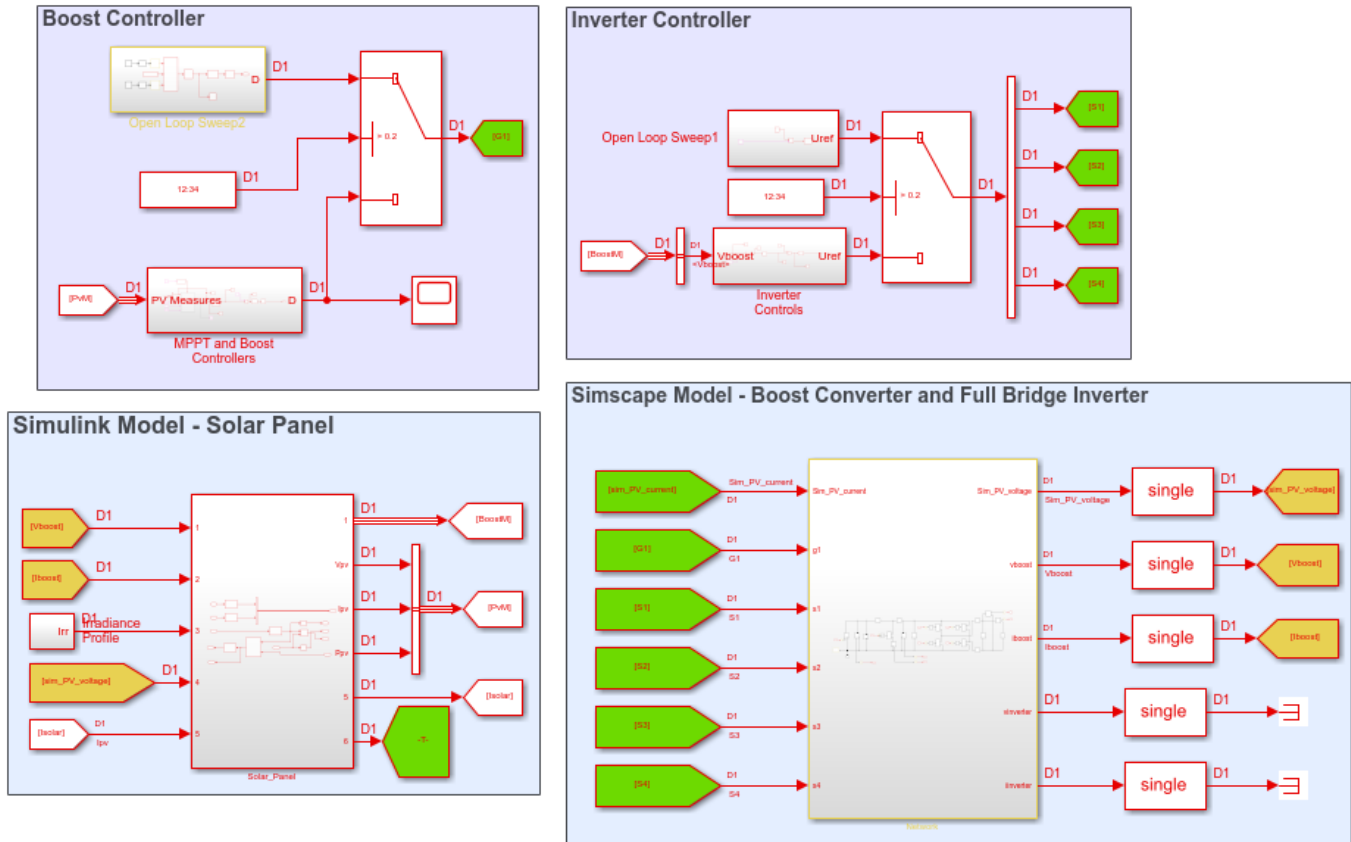 Boost Controller
D1
D
Open Loop Sweep2
> 0.2
D1
[G1]
12:34
D1
[PvM]
D1
PV Measures
D
D1
MPPT and Boost
Controllers
Inverter Controller
Open Loop Sweep1
Uref
D1
12:34
D1
> 0.2
D1
[BoostM]
D1
D1
<Vboost>
Vboost
Uref
D1
Inverter
Controls
D1
[S1]
D1
[S2]
D1
[S3]
D1
[S4]
Simulink Model - Solar Panel
[Vboost]
D1
1
[Iboost]
D1
2
Irr
D1
Irradiance
Profile
3
[sim_PV_voltage]
D1
4
[Isolar]
D1
Ipv
5
1
D1
[BoostM]
Vpv
D1
Ipv
D1
Ppv
D1
D1
[PvM]
5
D1
[Isolar]
6
D1
-T-
Solar_Panel
Simscape Model - Boost Converter and Full Bridge Inverter
[sim_PV_current]
Sim_PV_current
D1
Sim_PV_current
[G1]
D1
G1
g1
[S1]
D1
S1
s1
[S2]
D1
S2
s2
[S3]
D1
S3
s3
[S4]
D1
S4
s4
Sim_PV_voltage
D1
Sim_PV_voltage
single
D1
[sim_PV_voltage]
vboost
D1
Vboost
single
D1
[Vboost]
Iboost
D1
Iboost
single
D1
[Iboost]
D1
single
D1
D1
single
D1